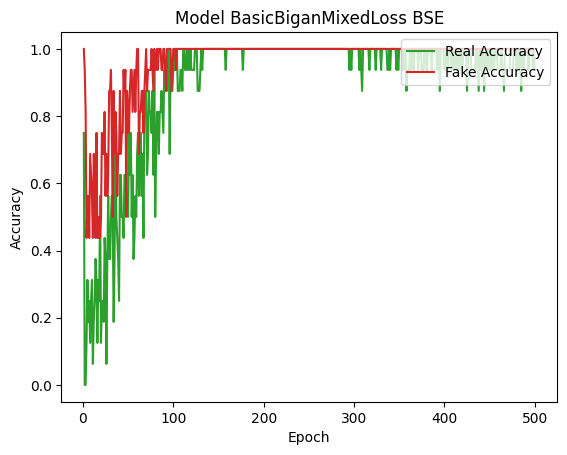 Model BasicBiganMixedLoss BSE
Real Accuracy
Fake Accuracy
Accuracy
1.0
0.8
0.6
0.4
0.2
0.0
0 100 200 300 400 500
Epoch